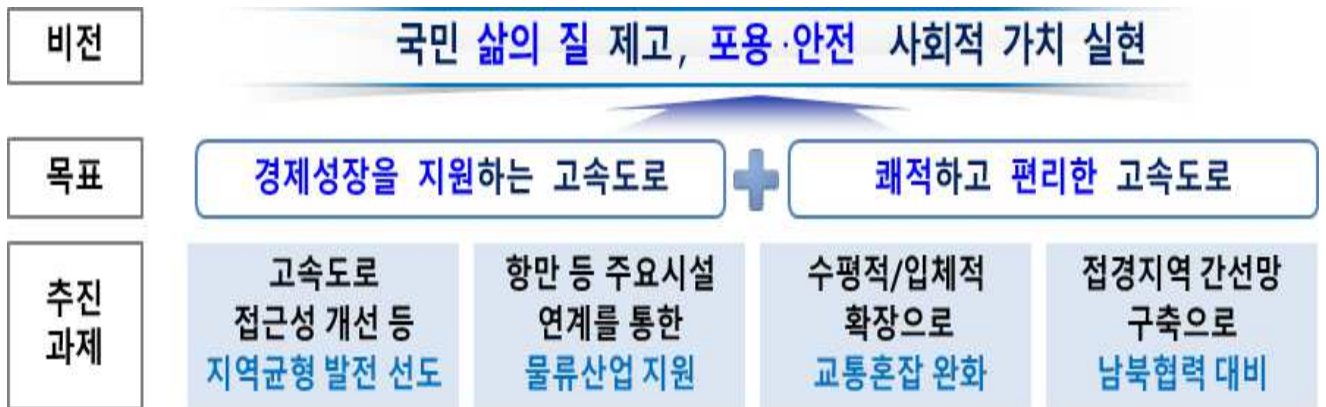 비전
국민 삶의 질 제고, 포용·안전 사회적 가치 실현
목표
경제성장을 지원하는 고속도로
쾌적하고 편리한 고속도로
추진
과제
고속도로
접근성 개선 등
지역균형 발전 선도
항만 등 주요시설
연계를 통한
물류산업 지원
수평적/입체적
확장으로
교통혼잡 완화
접경지역 간선망
구축으로
남북협력 대비